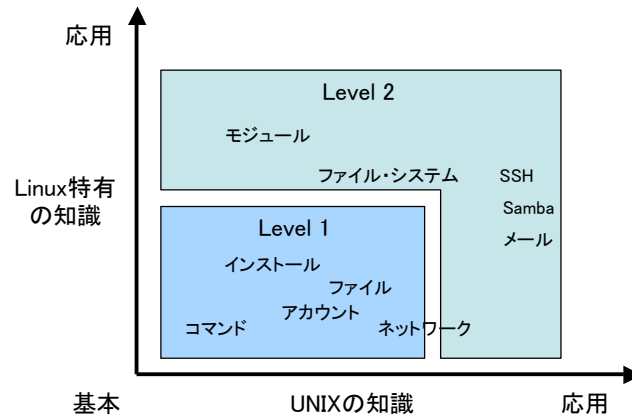 応用
Level 2
モジュール
ファイル・システム
SSH
Linux特有
の知識
Samba
メール
Level 1
インストール
ファイル
アカウント
コマンド
ネットワーク
基本
UNIXの知識
応用